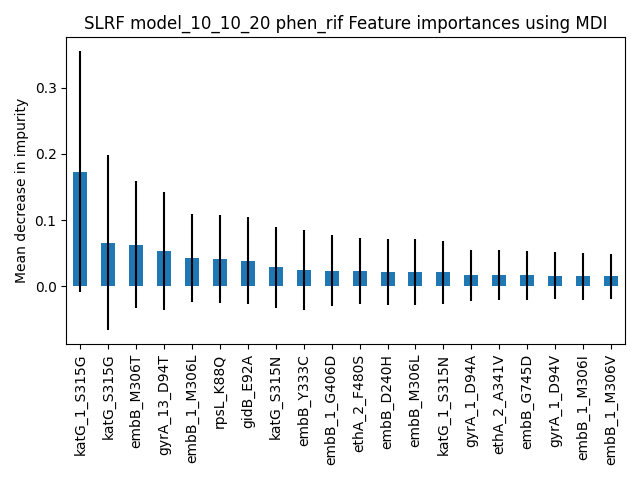 SLRF model_10_10_20 phen_rif Feature importances using MDI
Mean decrease in impurity
0.3
0.2
0.1
0.0
katG_1_S315G
katG_S315G
embB_M306T
gyrA_13_D94T
embB_1_M306L
rpsL_K88Q
gidB_E92A
katG_S315N
embB_Y333C
embB_1_G406D
ethA_2_F480S
embB_D240H
embB_M306L
katG_1_S315N
gyrA_1_D94A
ethA_2_A341V
embB_G745D
gyrA_1_D94V
embB_1_M306I
embB_1_M306V